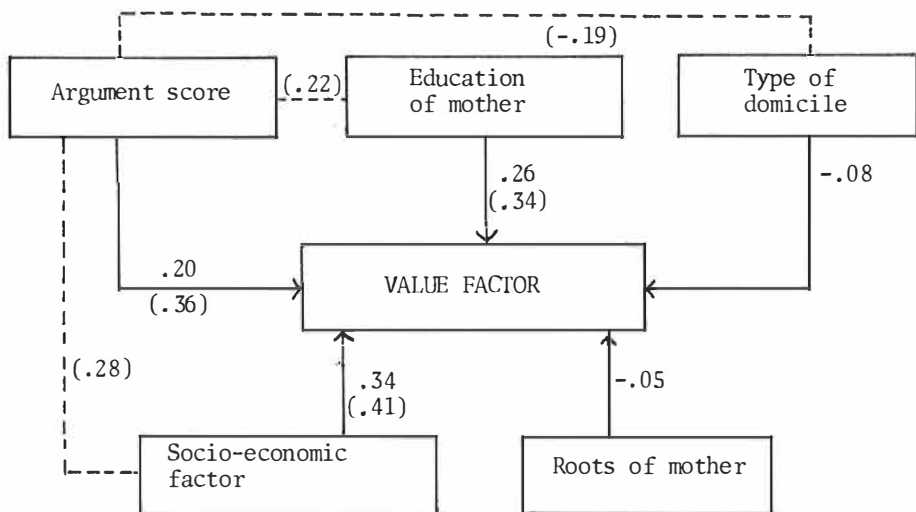 (-.19)
Argument score
(.22)
Education
of mother
Type of
domicile
.26
(.34)
-.08
.20
(.36)
VALUE FACTOR
(.28)
.34
(.41)
-.05
Socio-economic
factor
Roots of mother